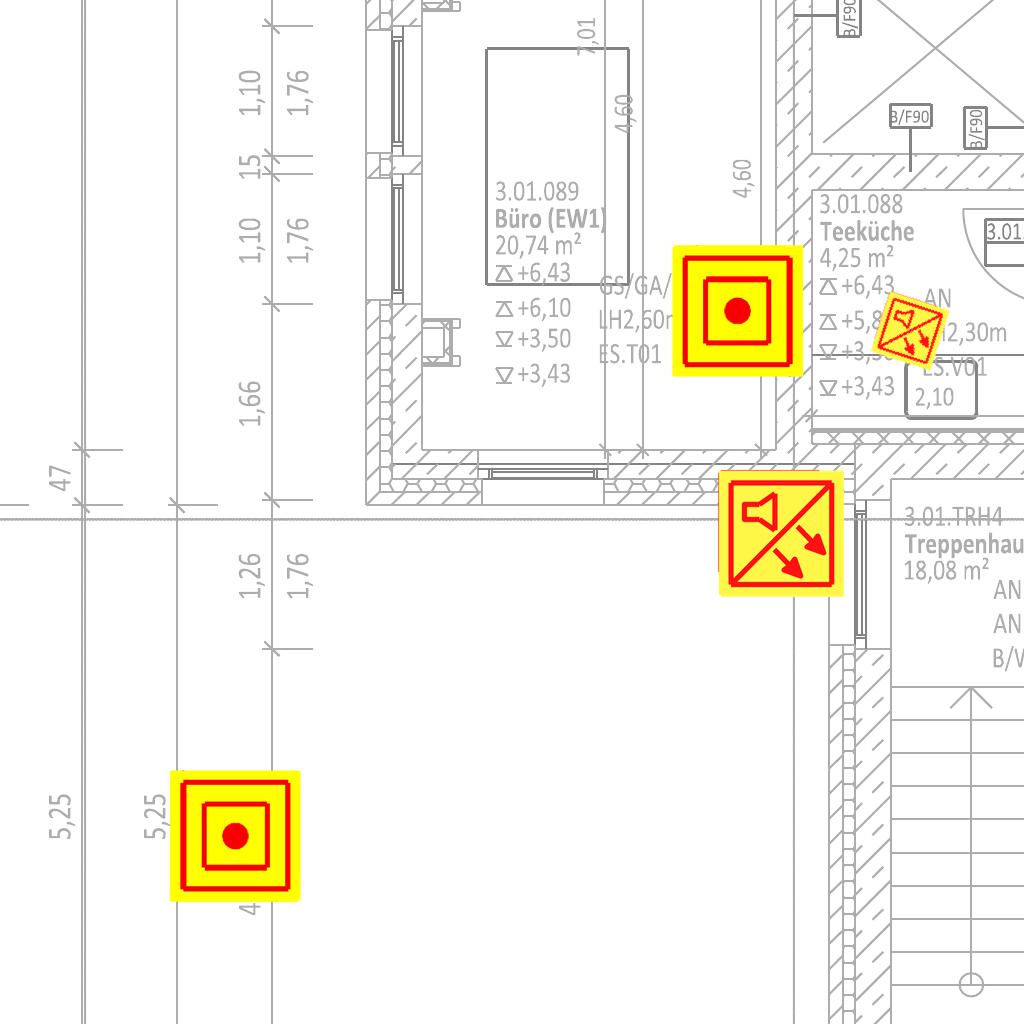 7,01
B/F90
1,10
1,76
4,60
B/F90
B/F90
15
4,60
3.01.089
Büro (EW1)
20,74 m²
+6,43
+6,10
+3,50
+3,43
GS/GA/
LH2,60m
ES.T01
3.01.088
Teeküche
4,25 m²
+6,43
+3,43
AN
2,30m
ES.V01
2,10
3.01.
1,10
1,76
1,66
47
3.01.TRH4
Treppenhau
18,08 m²
AN
AN
B/
1,26
1,76
5,25
5,25
4